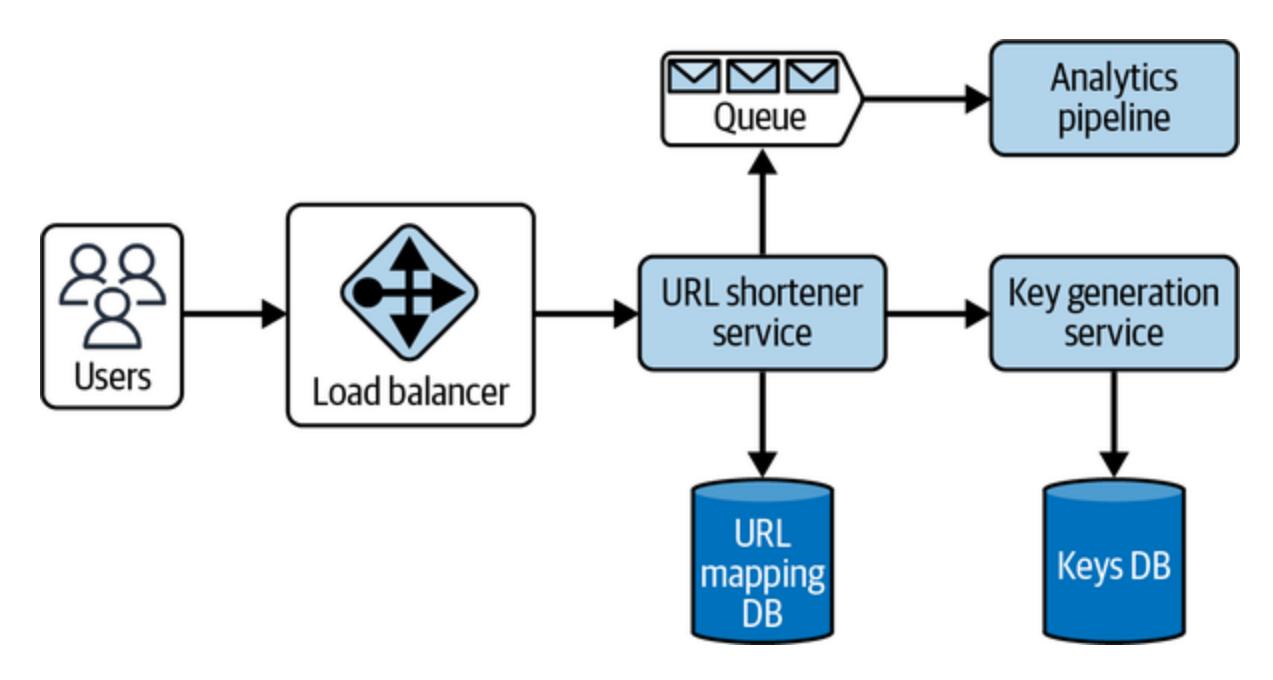 Queue
Analytics
pipeline
Users
Load balancer
URL shortener
service
Key generation
service
URL
mapping
DB
Keys DB